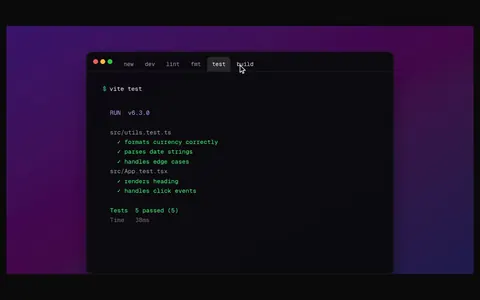 new dev lint fmt test build
$ vite test
RUN v6.3.0
src/utils.test.ts
✓ formats currency correctly
✓ parses date strings
✓ handles edge cases
src/App.test.tsx
✓ renders heading
✓ handles click events
Tests 5 passed (5)
Time 38ms